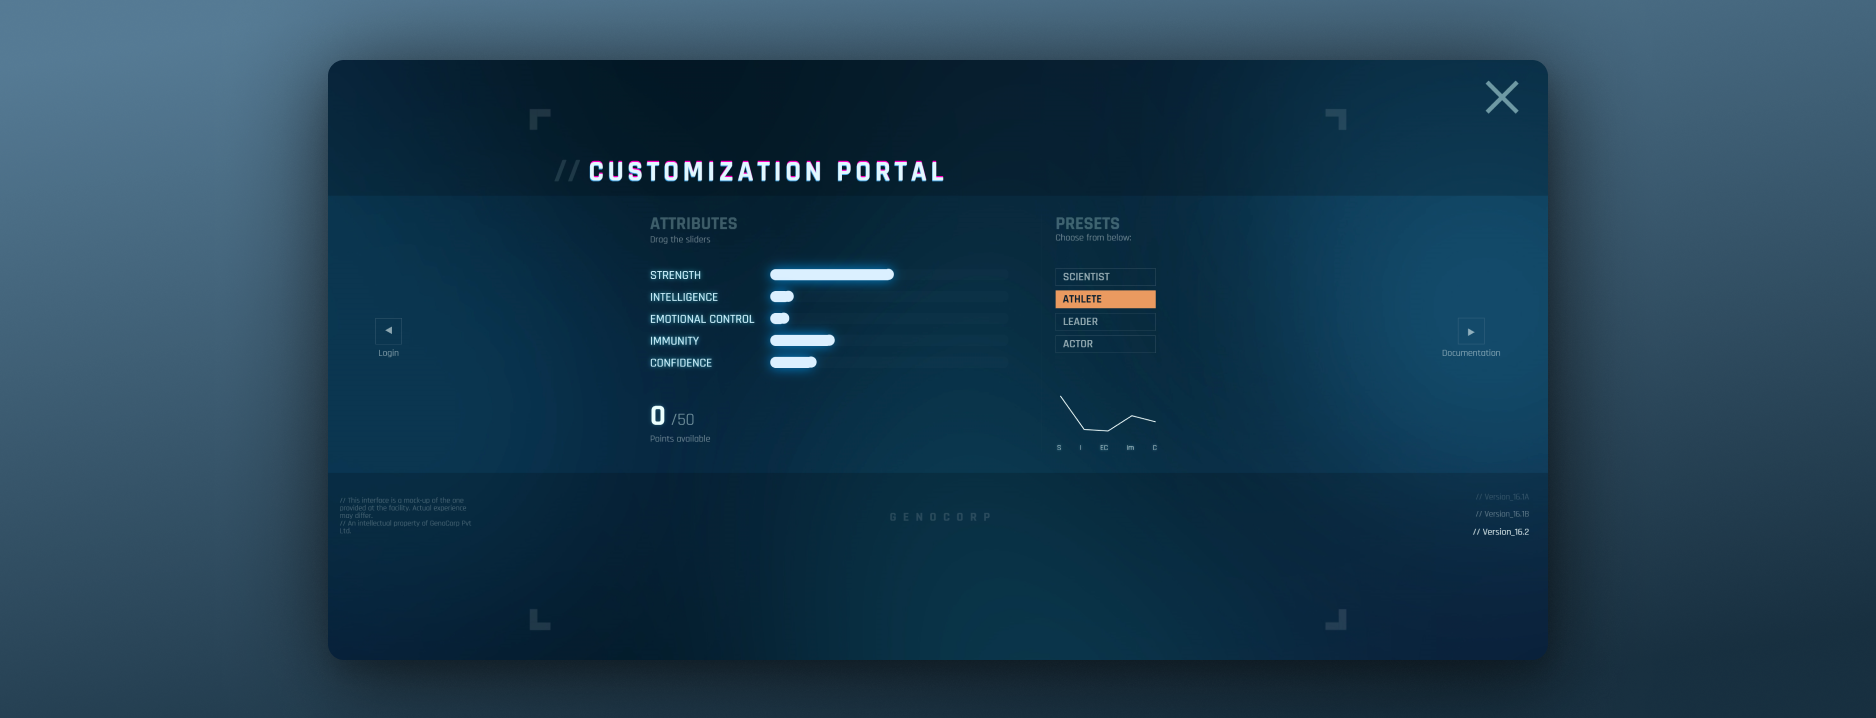 // CUSTOMIZATION PORTAL
ATTRIBUTES
Drag the sliders
STRENGTH
INTELLIGENCE
EMOTIONAL CONTROL
IMMUNITY
CONFIDENCE
0 /50
Points available
PRESETS
Choose from below:
SCIENTIST
ATHLETE
LEADER
ACTOR
S I EC Im C
Login
Documentation
// This interface is a mock-up of the one
provided at the facility. Actual experience
may differ.
// An intellectual property of GenoCorp Pvt
Ltd.
GENOCORP
// Version_16.1A
// Version_16.1B
// Version_16.2